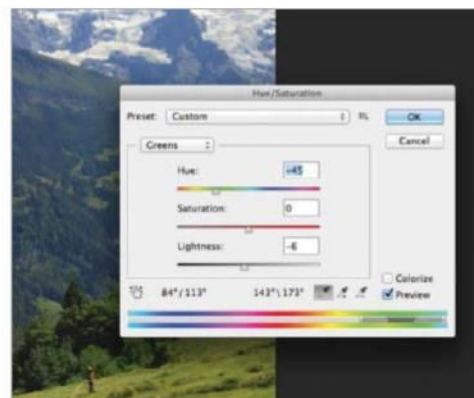 Hue/Saturation
Preset: Custom
OK
Cancel
Greens
Hue: -45
Saturation: 0
Lightness: -6
84°/113° 143°\173°
Colorize
Preview